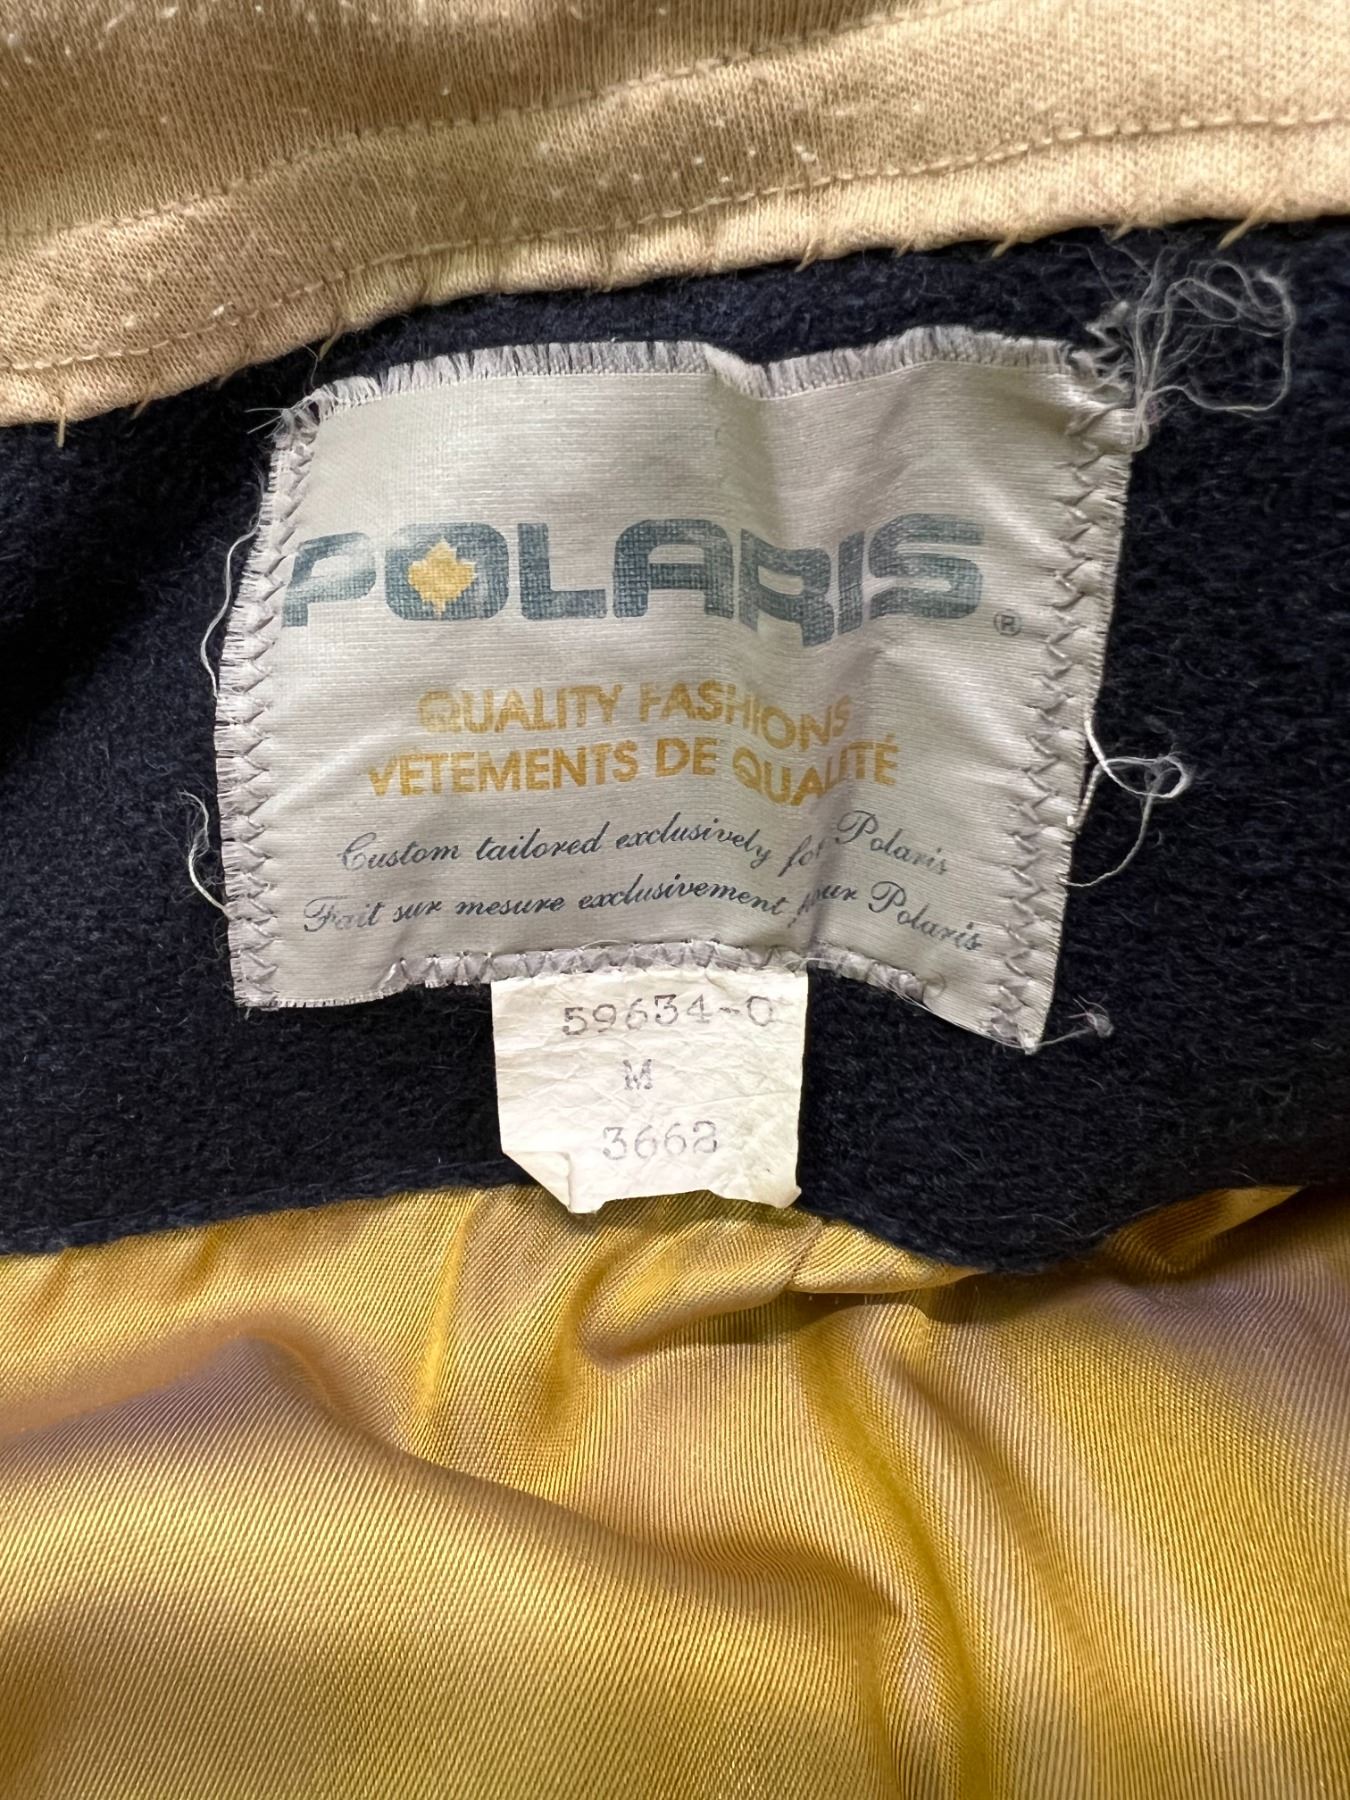 POLARIS®
QUALITY FASHIONS
VÊTEMENTS DE QUALITÉ
Custom tailored exclusively for Polaris
Fait sur mesure exclusivement pour Polaris
59634-0
M
3662